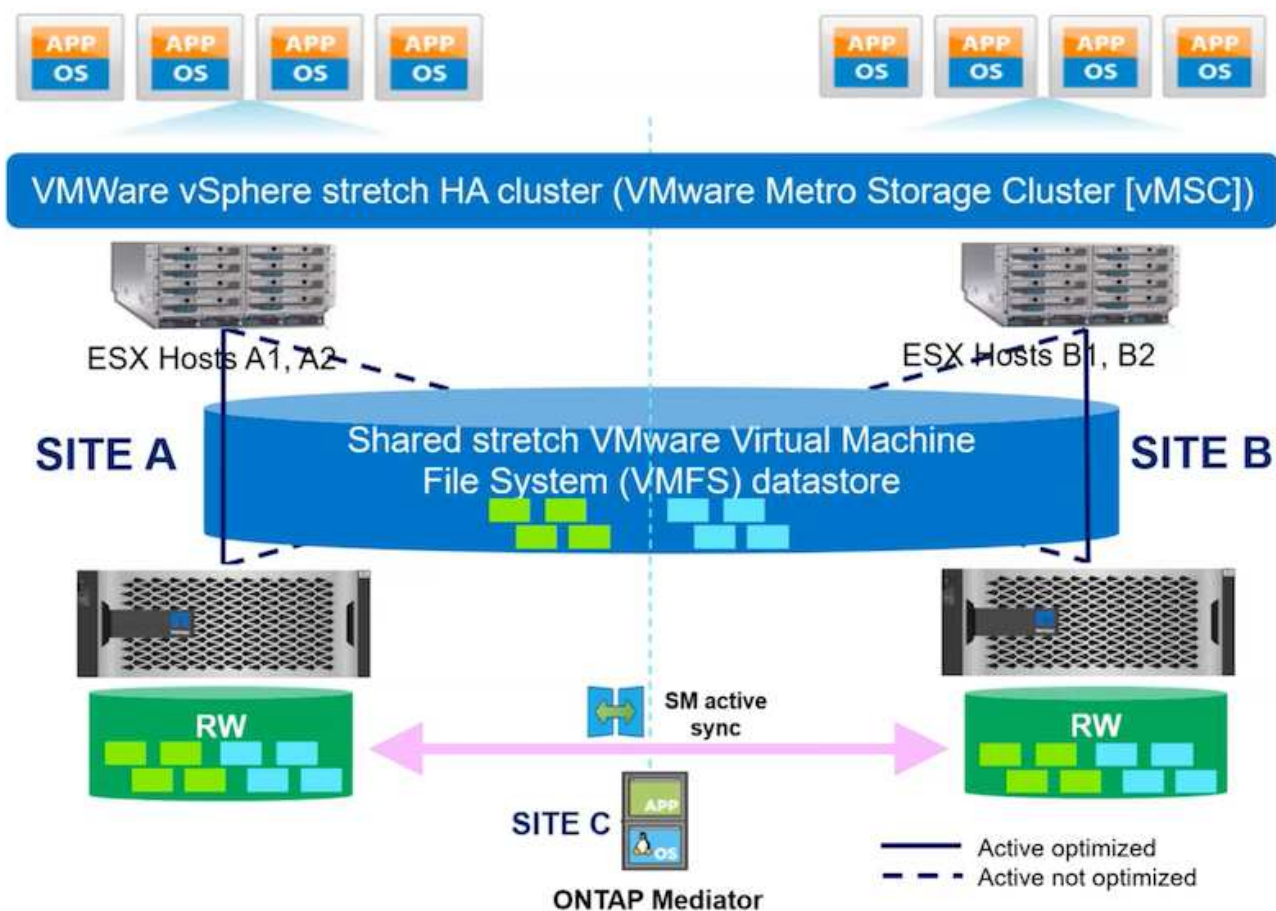 APP APP APP APP APP APP APP APP
OS OS OS OS OS OS OS OS
VMWare vSphere stretch HA cluster (VMware Metro Storage Cluster [vMSC])
ESX Hosts A1, A2
ESX Hosts B1, B2
SITE A
Shared stretch VMware Virtual Machine
File System (VMFS) datastore
SITE B
RW
SM active
sync
RW
SITE C
APP
OS
ONTAP Mediator
Active optimized
Active not optimized